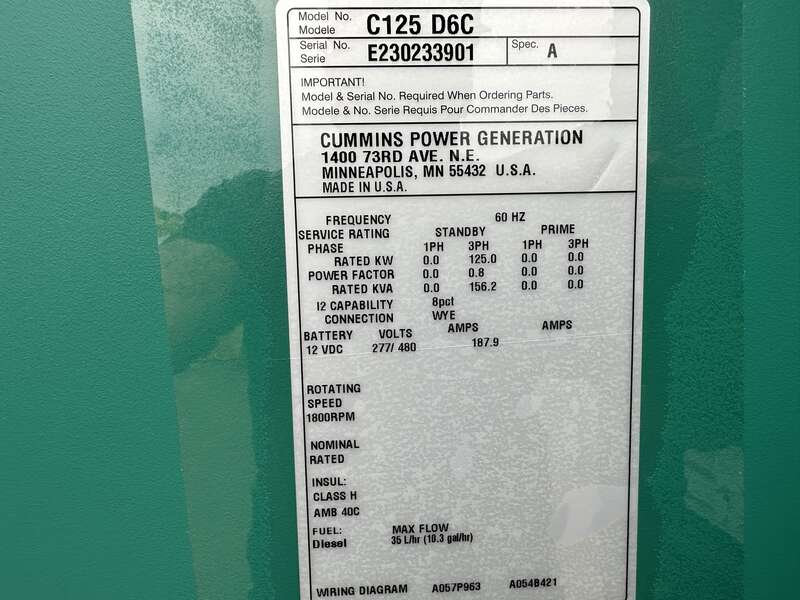 Model No. C125 D6C
Modele
Serial No. E230233901 Spec. A
Serie
IMPORTANT!
Model & Serial No. Required When Ordering Parts.
Modele & No. Serie Requis Pour Commander Des Pieces.
CUMMINS POWER GENERATION
1400 73RD AVE. N.E.
MINNEAPOLIS, MN 55432 U.S.A.
MADE IN U.S.A.
FREQUENCY 60 HZ
SERVICE RATING STANDBY PRIME
PHASE 1PH 3PH 1PH 3PH
RATED KW 0.0 125.0 0.0 0.0
POWER FACTOR 0.0 0.8 0.0 0.0
RATED KVA 0.0 156.2 0.0 0.0
I2 CAPABILITY 8pct
CONNECTION WYE
BATTERY VOLTS AMPS AMPS
12 VDC 277/ 480 187.9
ROTATING
SPEED
1800RPM
NOMINAL
RATED
INSUL:
CLASS H
AMB 40C
FUEL: MAX FLOW
Diesel 35 L/hr (10.3 gal/hr)
WIRING DIAGRAM A057P963 A054B421